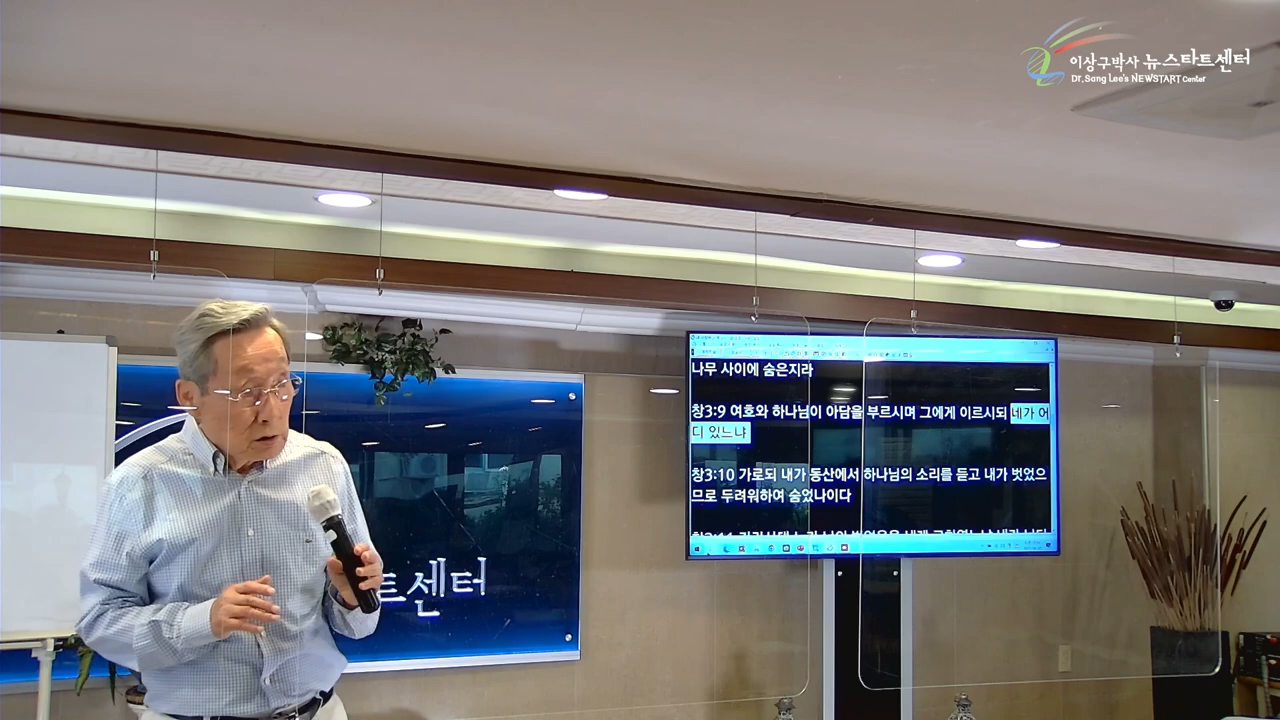 이상구박사 뉴스타트센터
Dr. Sang Lee's NEWSTART Center
나무 사이에 숨은지라
창3:9 여호와 하나님이 아담을 부르시며 그에게 이르시되 네가 어
디 있느냐
창3:10 가로되 내가 동산에서 하나님의 소리를 듣고 내가 벗었으
므로 두려워하여 숨었나이다
트센터